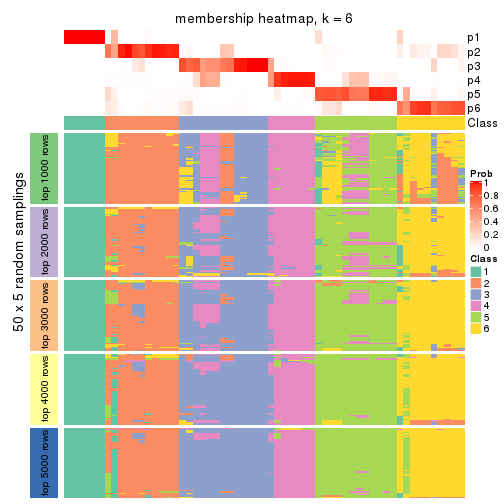 membership heatmap, k = 6
p1
p2
p3
p4
p5
p6
Class
50 x 5 random samplings
top 1000 rows
top 2000 rows
top 3000 rows
top 4000 rows
top 5000 rows
Prob
1
0.8
0.6
0.4
0.2
0
Class
1
2
3
4
5
6